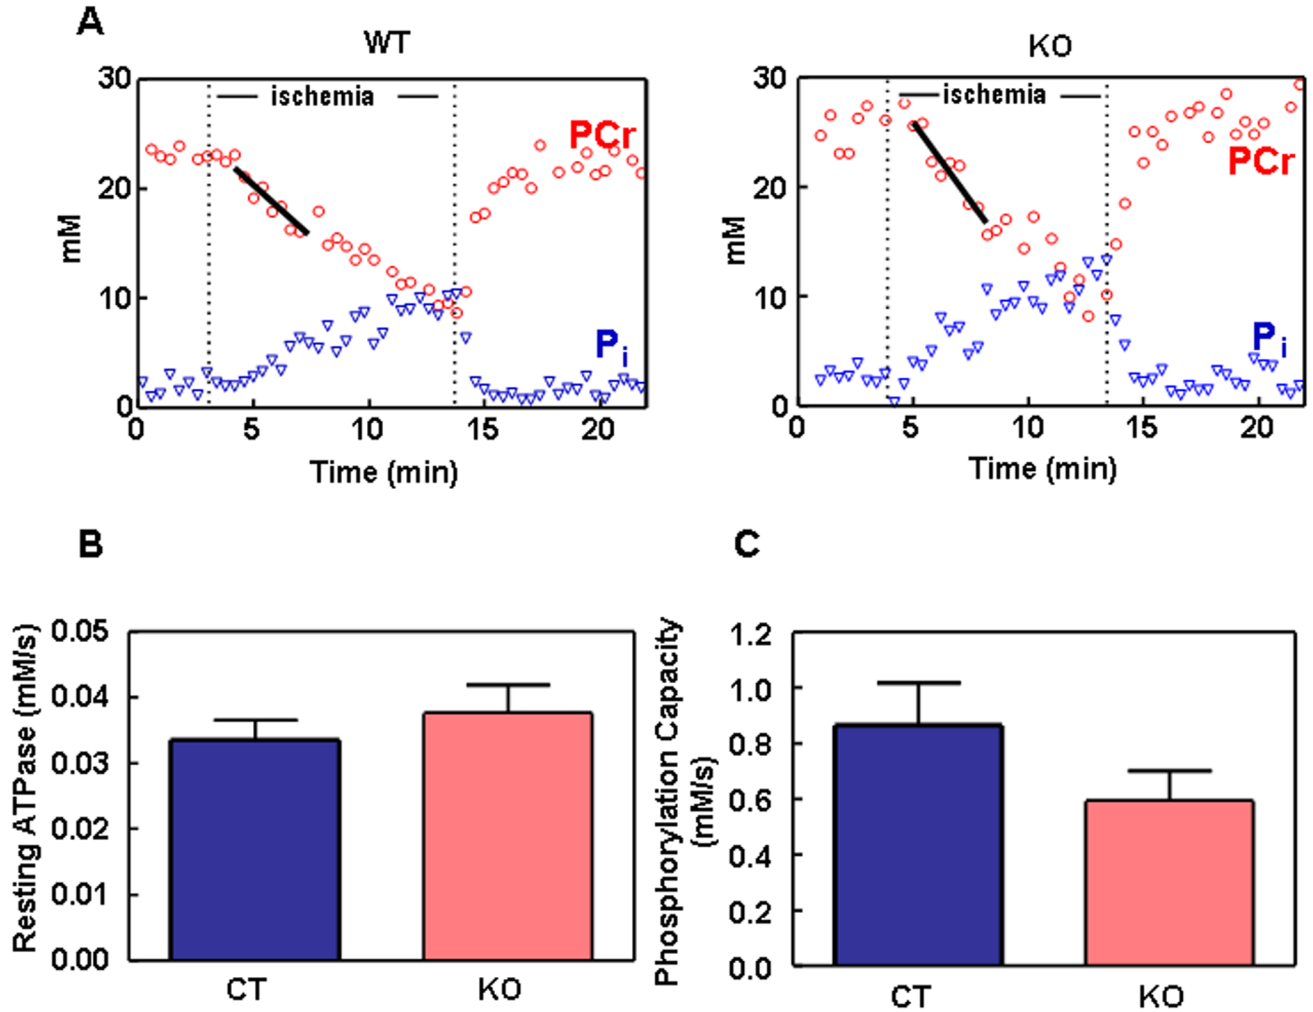 A
WT
KO
30
20
10
0
mM
ischemia
PCr
Pi
0 5 10 15 20
Time (min)
30
20
10
0
mM
ischemia
PCr
Pi
0 5 10 15 20
Time (min)
B
Resting ATPase (mM/s)
0.05
0.04
0.03
0.02
0.01
0.00
CT KO
C
Phosphorylation Capacity
(mM/s)
1.2
1.0
0.8
0.6
0.4
0.2
0.0
CT KO